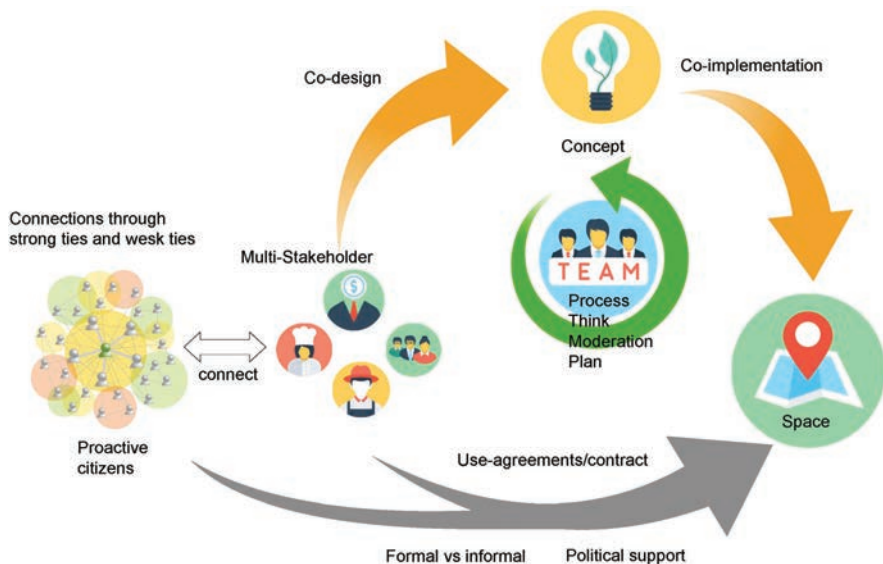 Co-design
Co-implementation
Concept
Connections through
strong ties and wesk ties
Multi-Stakeholder
TEAM
Process
Think
Moderation
Plan
$
connect
Space
Proactive
citizens
Use-agreements/contract
Formal vs informal
Political support